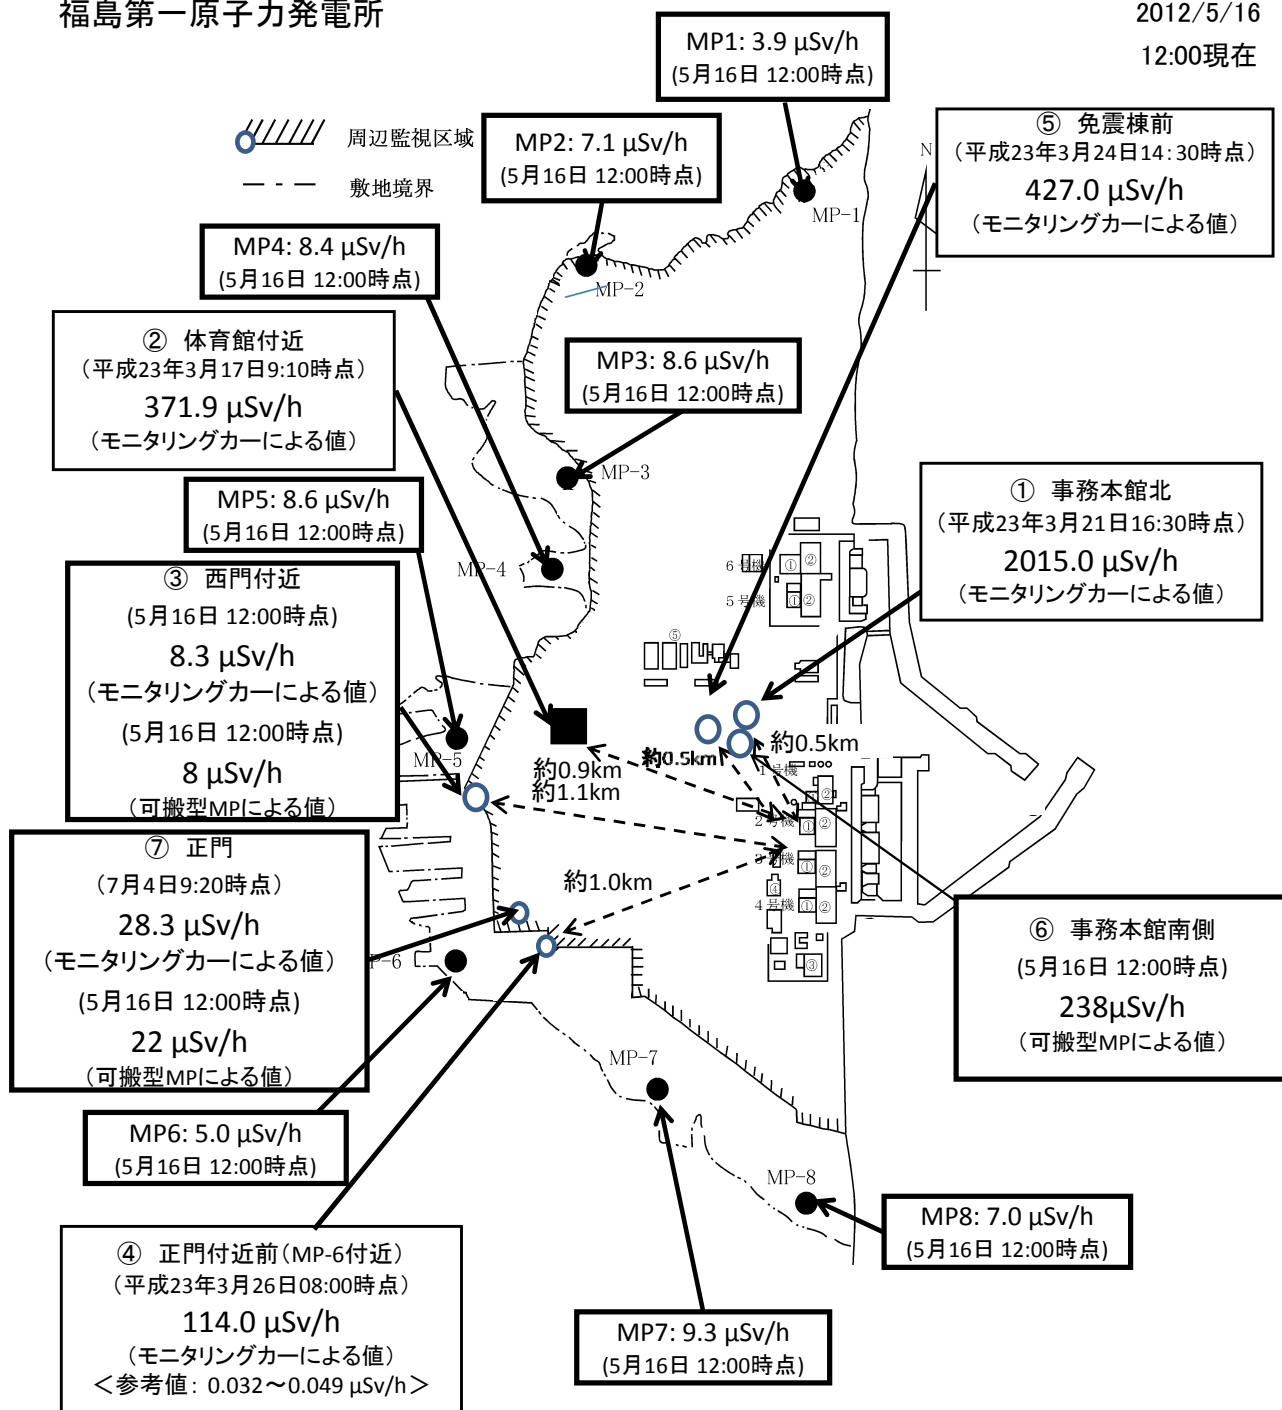 福島第一原子力発電所
2012/5/16
12:00現在
周辺監視区域
敷地境界
N
MP1: 3.9 μSv/h
(5月16日 12:00時点)
MP2: 7.1 μSv/h
(5月16日 12:00時点)
⑤ 免震棟前
(平成23年3月24日14:30時点)
427.0 μSv/h
(モニタリングカーによる値)
MP4: 8.4 μSv/h
(5月16日 12:00時点)
MP-1
MP-2
② 体育館付近
(平成23年3月17日9:10時点)
371.9 μSv/h
(モニタリングカーによる値)
MP3: 8.6 μSv/h
(5月16日 12:00時点)
MP-3
MP5: 8.6 μSv/h
(5月16日 12:00時点)
① 事務本館北
(平成23年3月21日16:30時点)
2015.0 μSv/h
(モニタリングカーによる値)
MP-4
③ 西門付近
(5月16日 12:00時点)
8.3 μSv/h
(モニタリングカーによる値)
(5月16日 12:00時点)
8 μSv/h
(可搬型MPによる値)
6号機
① ②
5号機
① ②
⑤
MP-5
約0.9km
約1.1km
約0.5km
約0.5km
1号機
②
2号機
① ②
3号機
① ②
④
4号機
① ②
③
約1.0km
⑦ 正門
(7月4日9:20時点)
28.3 μSv/h
(モニタリングカーによる値)
(5月16日 12:00時点)
22 μSv/h
(可搬型MPによる値)
P-6
⑥ 事務本館南側
(5月16日 12:00時点)
238μSv/h
(可搬型MPによる値)
MP-7
MP6: 5.0 μSv/h
(5月16日 12:00時点)
MP-8
MP8: 7.0 μSv/h
(5月16日 12:00時点)
④ 正門付近前(MP-6付近)
(平成23年3月26日08:00時点)
114.0 μSv/h
(モニタリングカーによる値)
<参考値: 0.032~0.049 μSv/h>
MP7: 9.3 μSv/h
(5月16日 12:00時点)